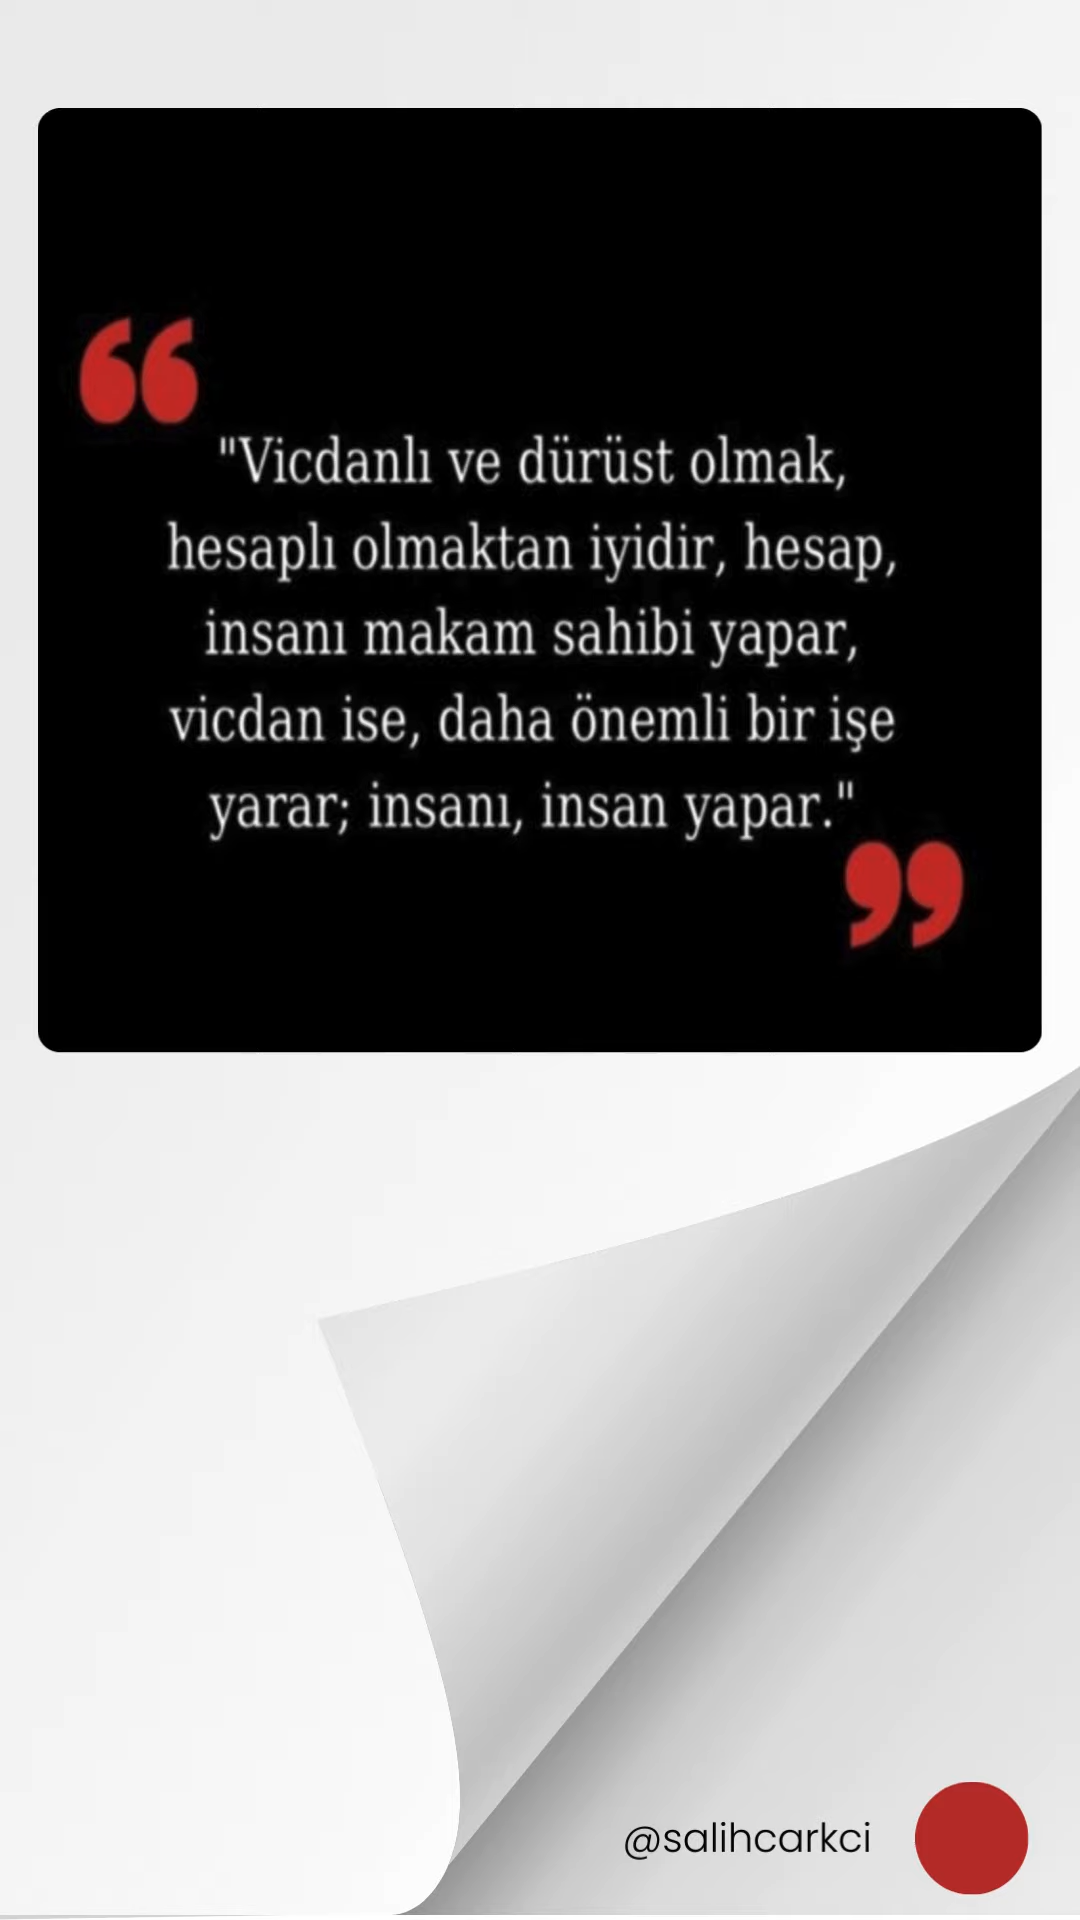 "Vicdanlı ve dürüst olmak,
hesaplı olmaktan iyidir, hesap,
insanı makam sahibi yapar,
vicdan ise, daha önemli bir işe
yarar; insanı, insan yapar."
@salihcarkci